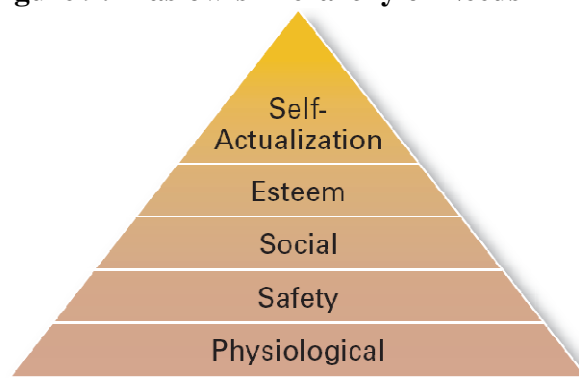 Self-
Actualization
Esteem
Social
Safety
Physiological